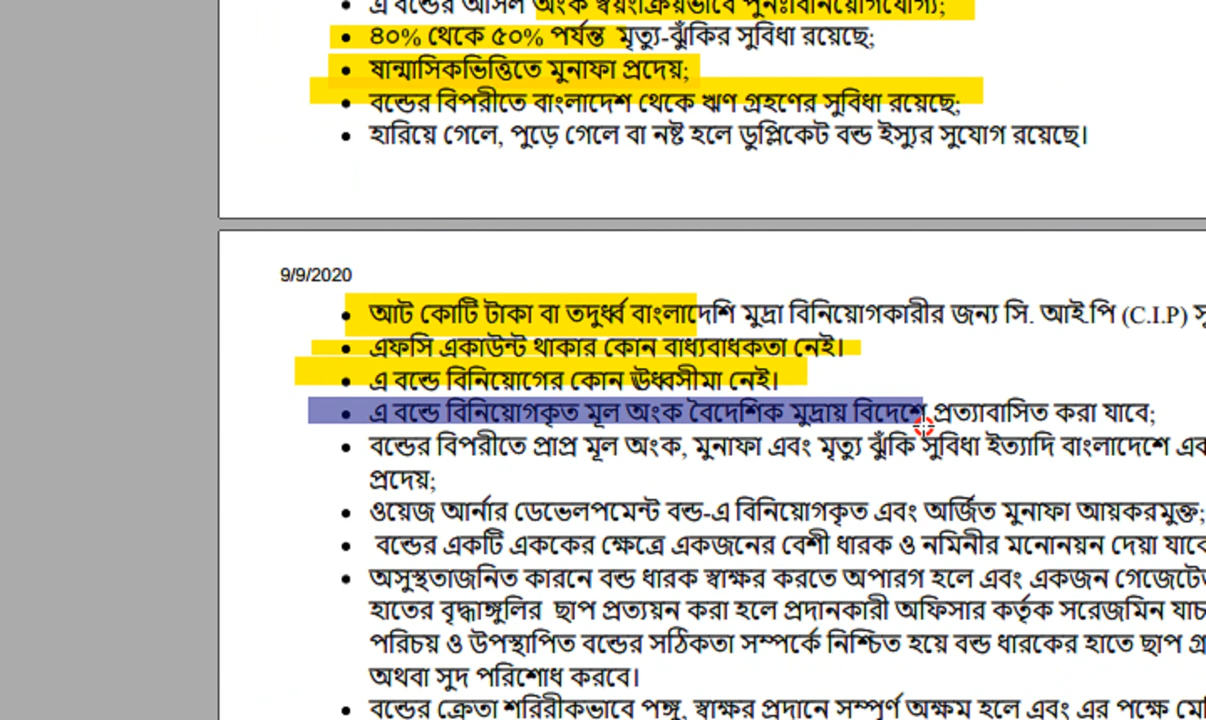 এ বন্ডের আসল অংক স্বয়ংক্রিয়ভাবে পুনঃবিনিয়োগযোগ্য;
৪০% থেকে ৫০% পর্যন্ত মৃত্যু-ঝুঁকির সুবিধা রয়েছে;
ষান্মাসিকভিত্তিতে মুনাফা প্রদেয়;
বন্ডের বিপরীতে বাংলাদেশ থেকে ঋণ গ্রহণের সুবিধা রয়েছে;
হারিয়ে গেলে, পুড়ে গেলে বা নষ্ট হলে ডুপ্লিকেট বন্ড ইস্যুর সুযোগ রয়েছে।
9/9/2020
আট কোটি টাকা বা তদুর্ধ্ব বাংলাদেশি মুদ্রা বিনিয়োগকারীর জন্য সি. আই.পি (C.I.P)
এফসি একাউন্ট থাকার কোন বাধ্যবাধকতা নেই।
এ বন্ডে বিনিয়োগের কোন ঊধ্বসীমা নেই।
এ বন্ডে বিনিয়োগকৃত মূল অংক বৈদেশিক মুদ্রায় বিদেশে প্রত্যাবাসিত করা যাবে;
বন্ডের বিপরীতে প্রাপ্র মূল অংক, মুনাফা এবং মৃত্যু ঝুঁকি সুবিধা ইত্যাদি বাংলাদেশে
প্রদেয়;
ওয়েজ আর্নার ডেভেলপমেন্ট বন্ড-এ বিনিয়োগকৃত এবং অর্জিত মুনাফা আয়করমুক্ত;
বন্ডের একটি এককের ক্ষেত্রে একজনের বেশী ধারক ও নমিনীর মনোনয়ন দেয়া যাবে
অসুস্থতাজনিত কারনে বন্ড ধারক স্বাক্ষর করতে অপারগ হলে এবং একজন
হাতের বৃদ্ধাঙ্গুলির ছাপ প্রত্যয়ন করা হলে প্রদানকারী অফিসার কর্তৃক সরেজমিন
পরিচয় ও উপস্থাপিত বন্ডের সঠিকতা সম্পর্কে নিশ্চিত হয়ে বন্ড ধারকের হাতে ছাপ
অথবা সুদ পরিশোধ করবে।
বন্ডের ক্রেতা শরিরীকভাবে পঙ্গু, স্বাক্ষর প্রদানে সম্পূর্ণ অক্ষম হলে এবং এর পক্ষে